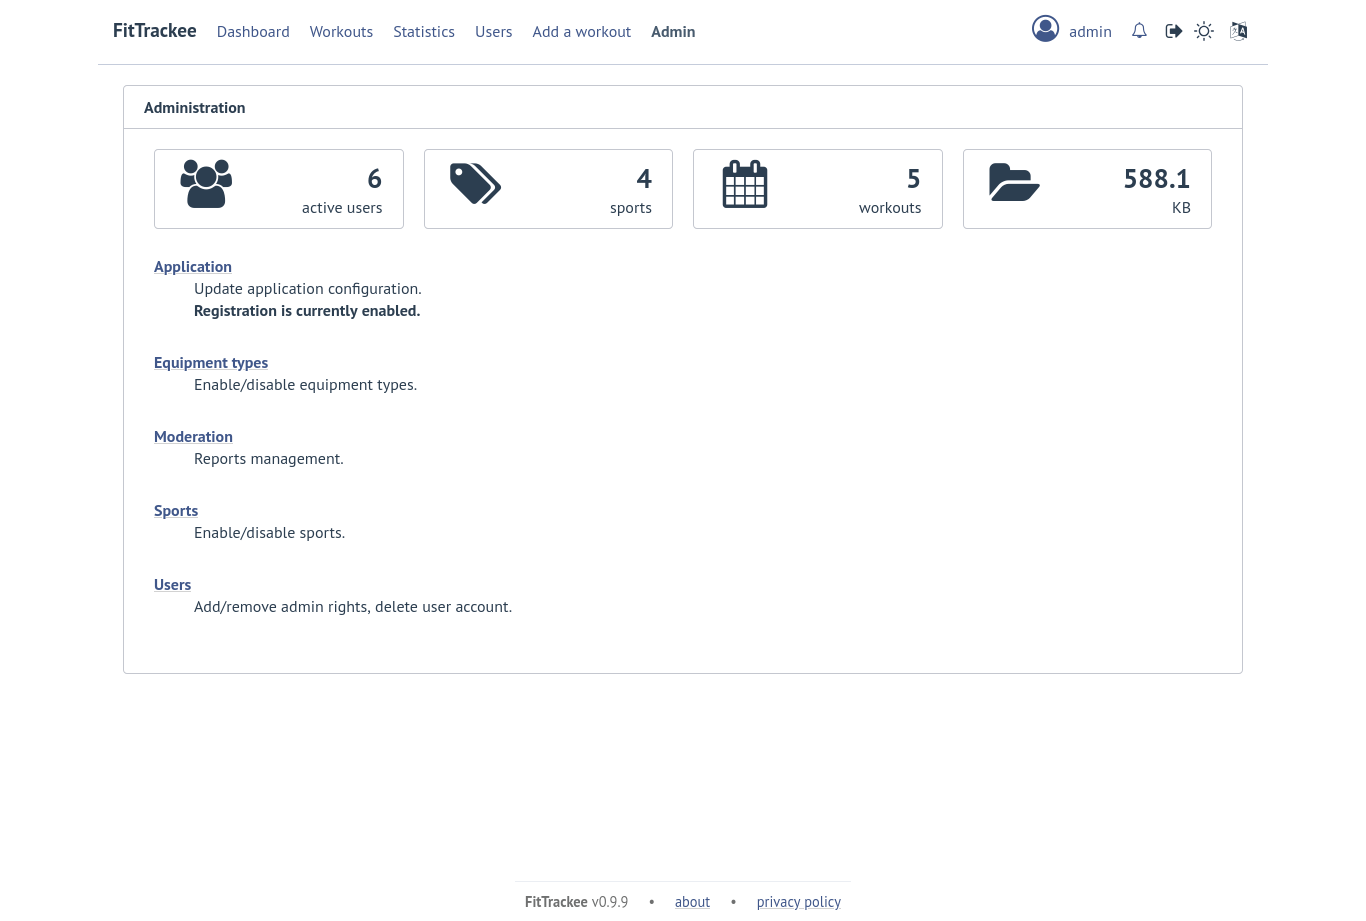 FitTrackee Dashboard Workouts Statistics Users Add a workout Admin admin
Administration
6
active users
4
sports
5
workouts
588.1
KB
Application
Update application configuration.
Registration is currently enabled.
Equipment types
Enable/disable equipment types.
Moderation
Reports management.
Sports
Enable/disable sports.
Users
Add/remove admin rights, delete user account.
FitTrackee v0.9.9 • about • privacy policy